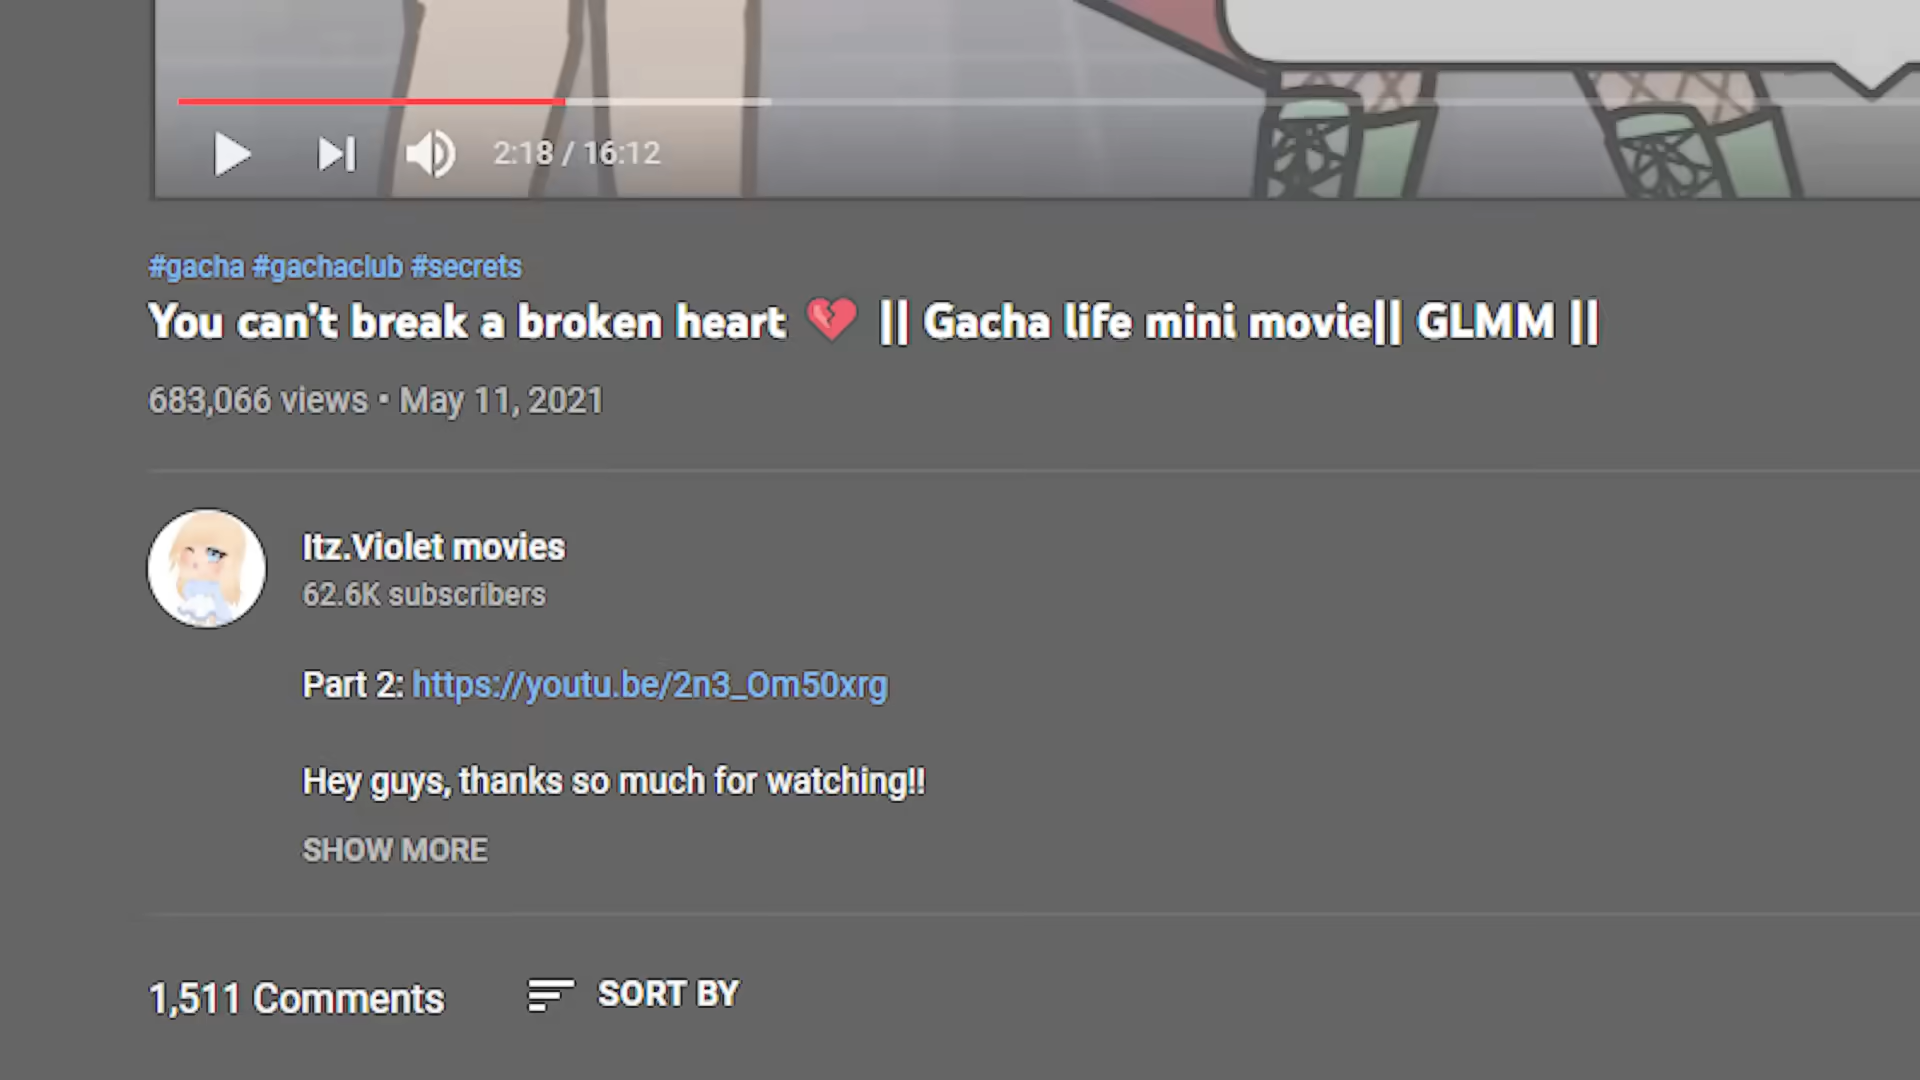 2:18 / 16:12
#gacha #gachaclub #secrets
You can't break a broken heart 💔 || Gacha life mini movie|| GLMM ||
683,066 views • May 11, 2021
Itz.Violet movies
62.6K subscribers
Part 2: https://youtu.be/2n3_Om50xrg
Hey guys, thanks so much for watching!!
SHOW MORE
1,511 Comments
SORT BY